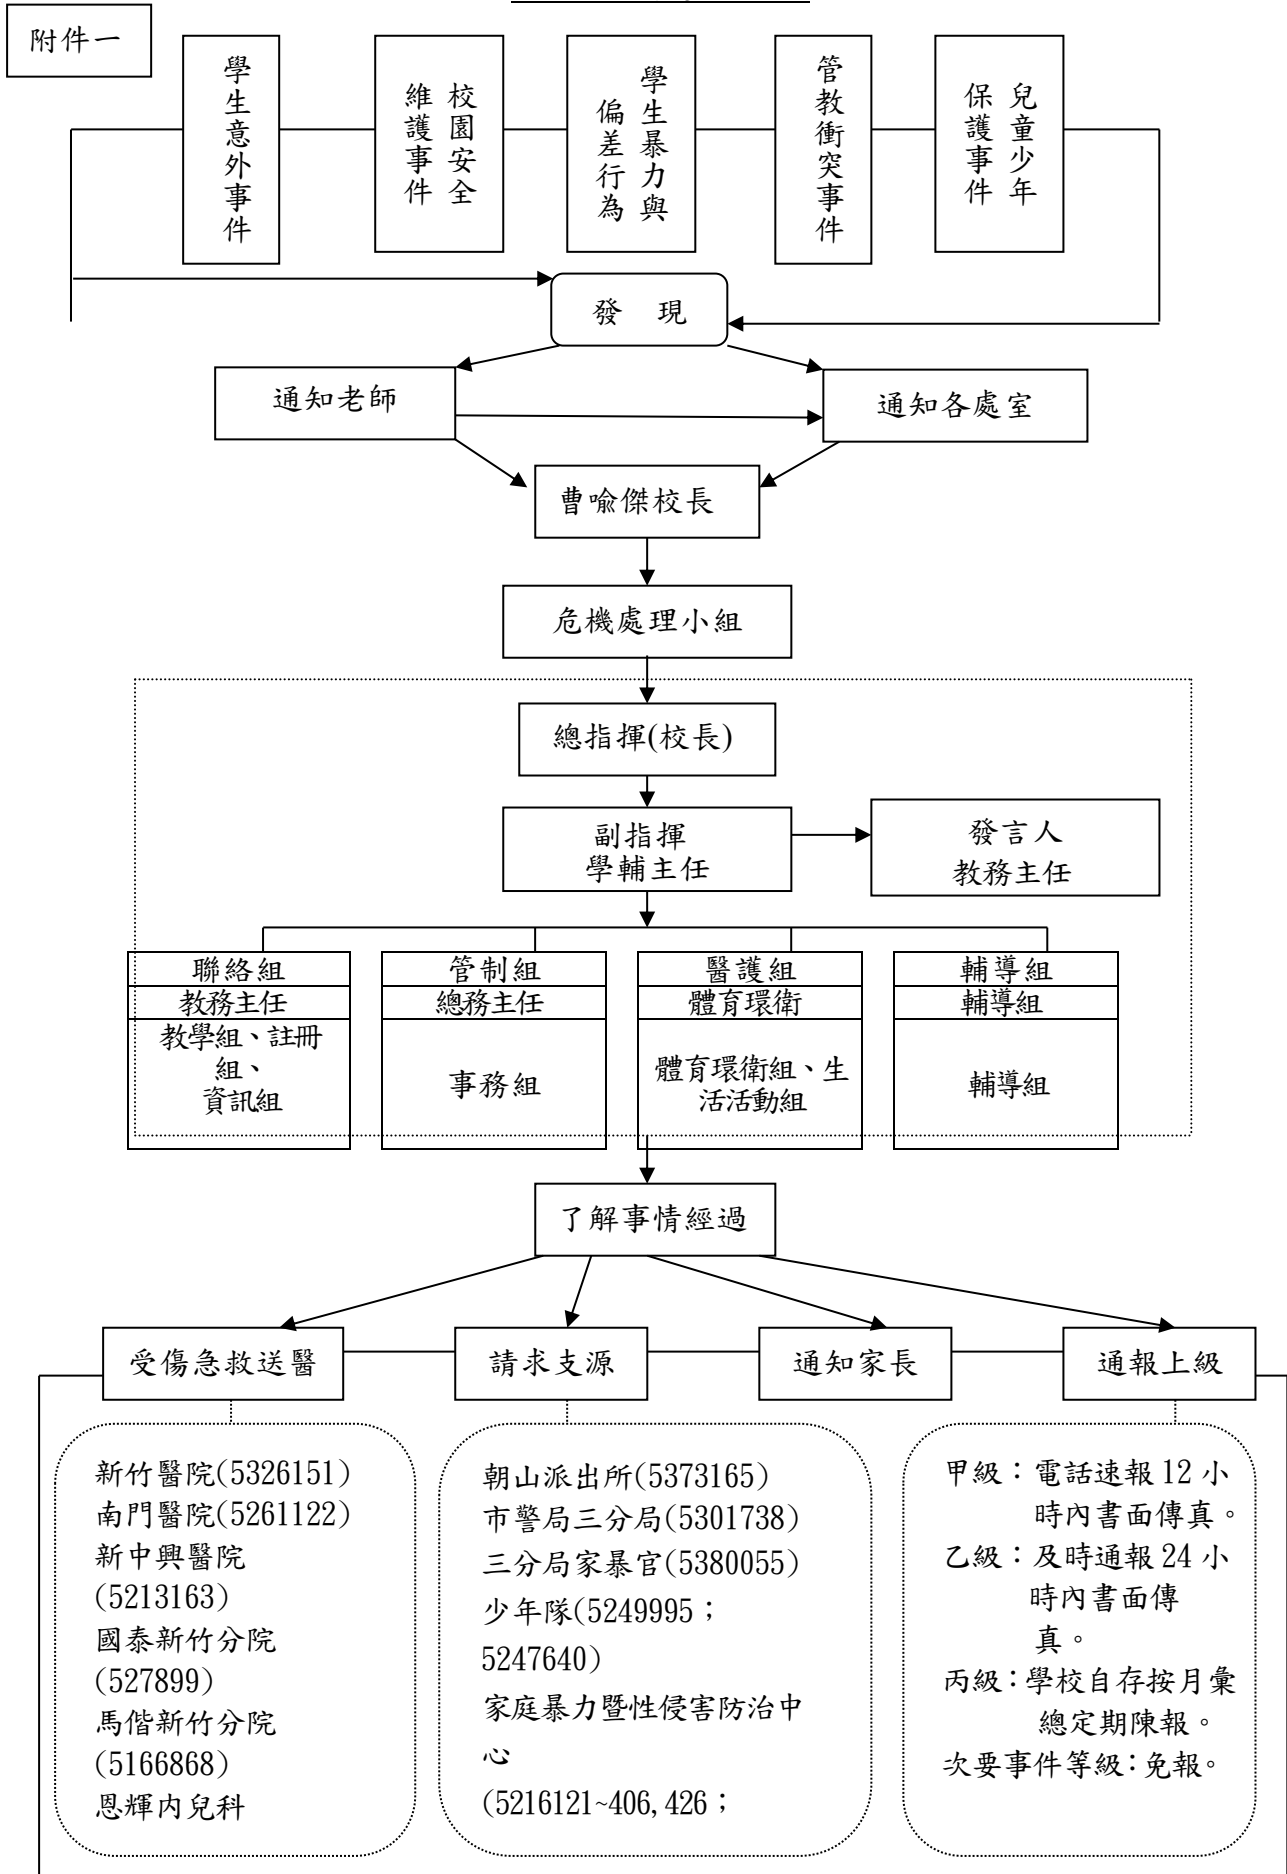 附件一
學生意外事件
校園安全
維護事件
學生暴力與
偏差行為
管教衝突事件
兒童少年
保護事件
發 現
通知老師
通知各處室
曹喻傑校長
危機處理小組
總指揮(校長)
副指揮
學輔主任
發言人
教務主任
聯絡組
教務主任
教學組、註冊
組、
資訊組
管制組
總務主任
事務組
醫護組
體育環衛
體育環衛組、生
活活動組
輔導組
輔導組
輔導組
了解事情經過
受傷急救送醫
請求支源
通知家長
通報上級
新竹醫院(5326151)
南門醫院(5261122)
新中興醫院
(5213163)
國泰新竹分院
(527899)
馬偕新竹分院
(5166868)
恩輝內兒科
朝山派出所(5373165)
市警局三分局(5301738)
三分局家暴官(5380055)
少年隊(5249995；
5247640)
家庭暴力暨性侵害防治中
心
(5216121~406,426；
甲級：電話速報12小
時內書面傳真。
乙級：及時通報24小
時內書面傳
真。
丙級：學校自存按月彙
總定期陳報。
次要事件等級：免報。